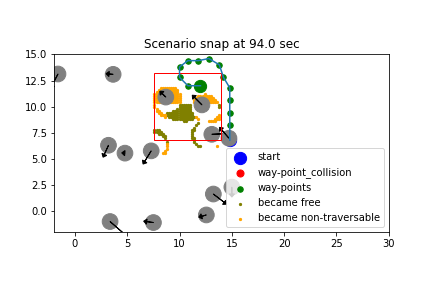 Scenario snap at 94.0 sec
15.0
12.5
10.0
7.5
5.0
2.5
0.0
0 5 10 15 20 25 30
start
way-point_collision
way-points
became free
became non-traversable